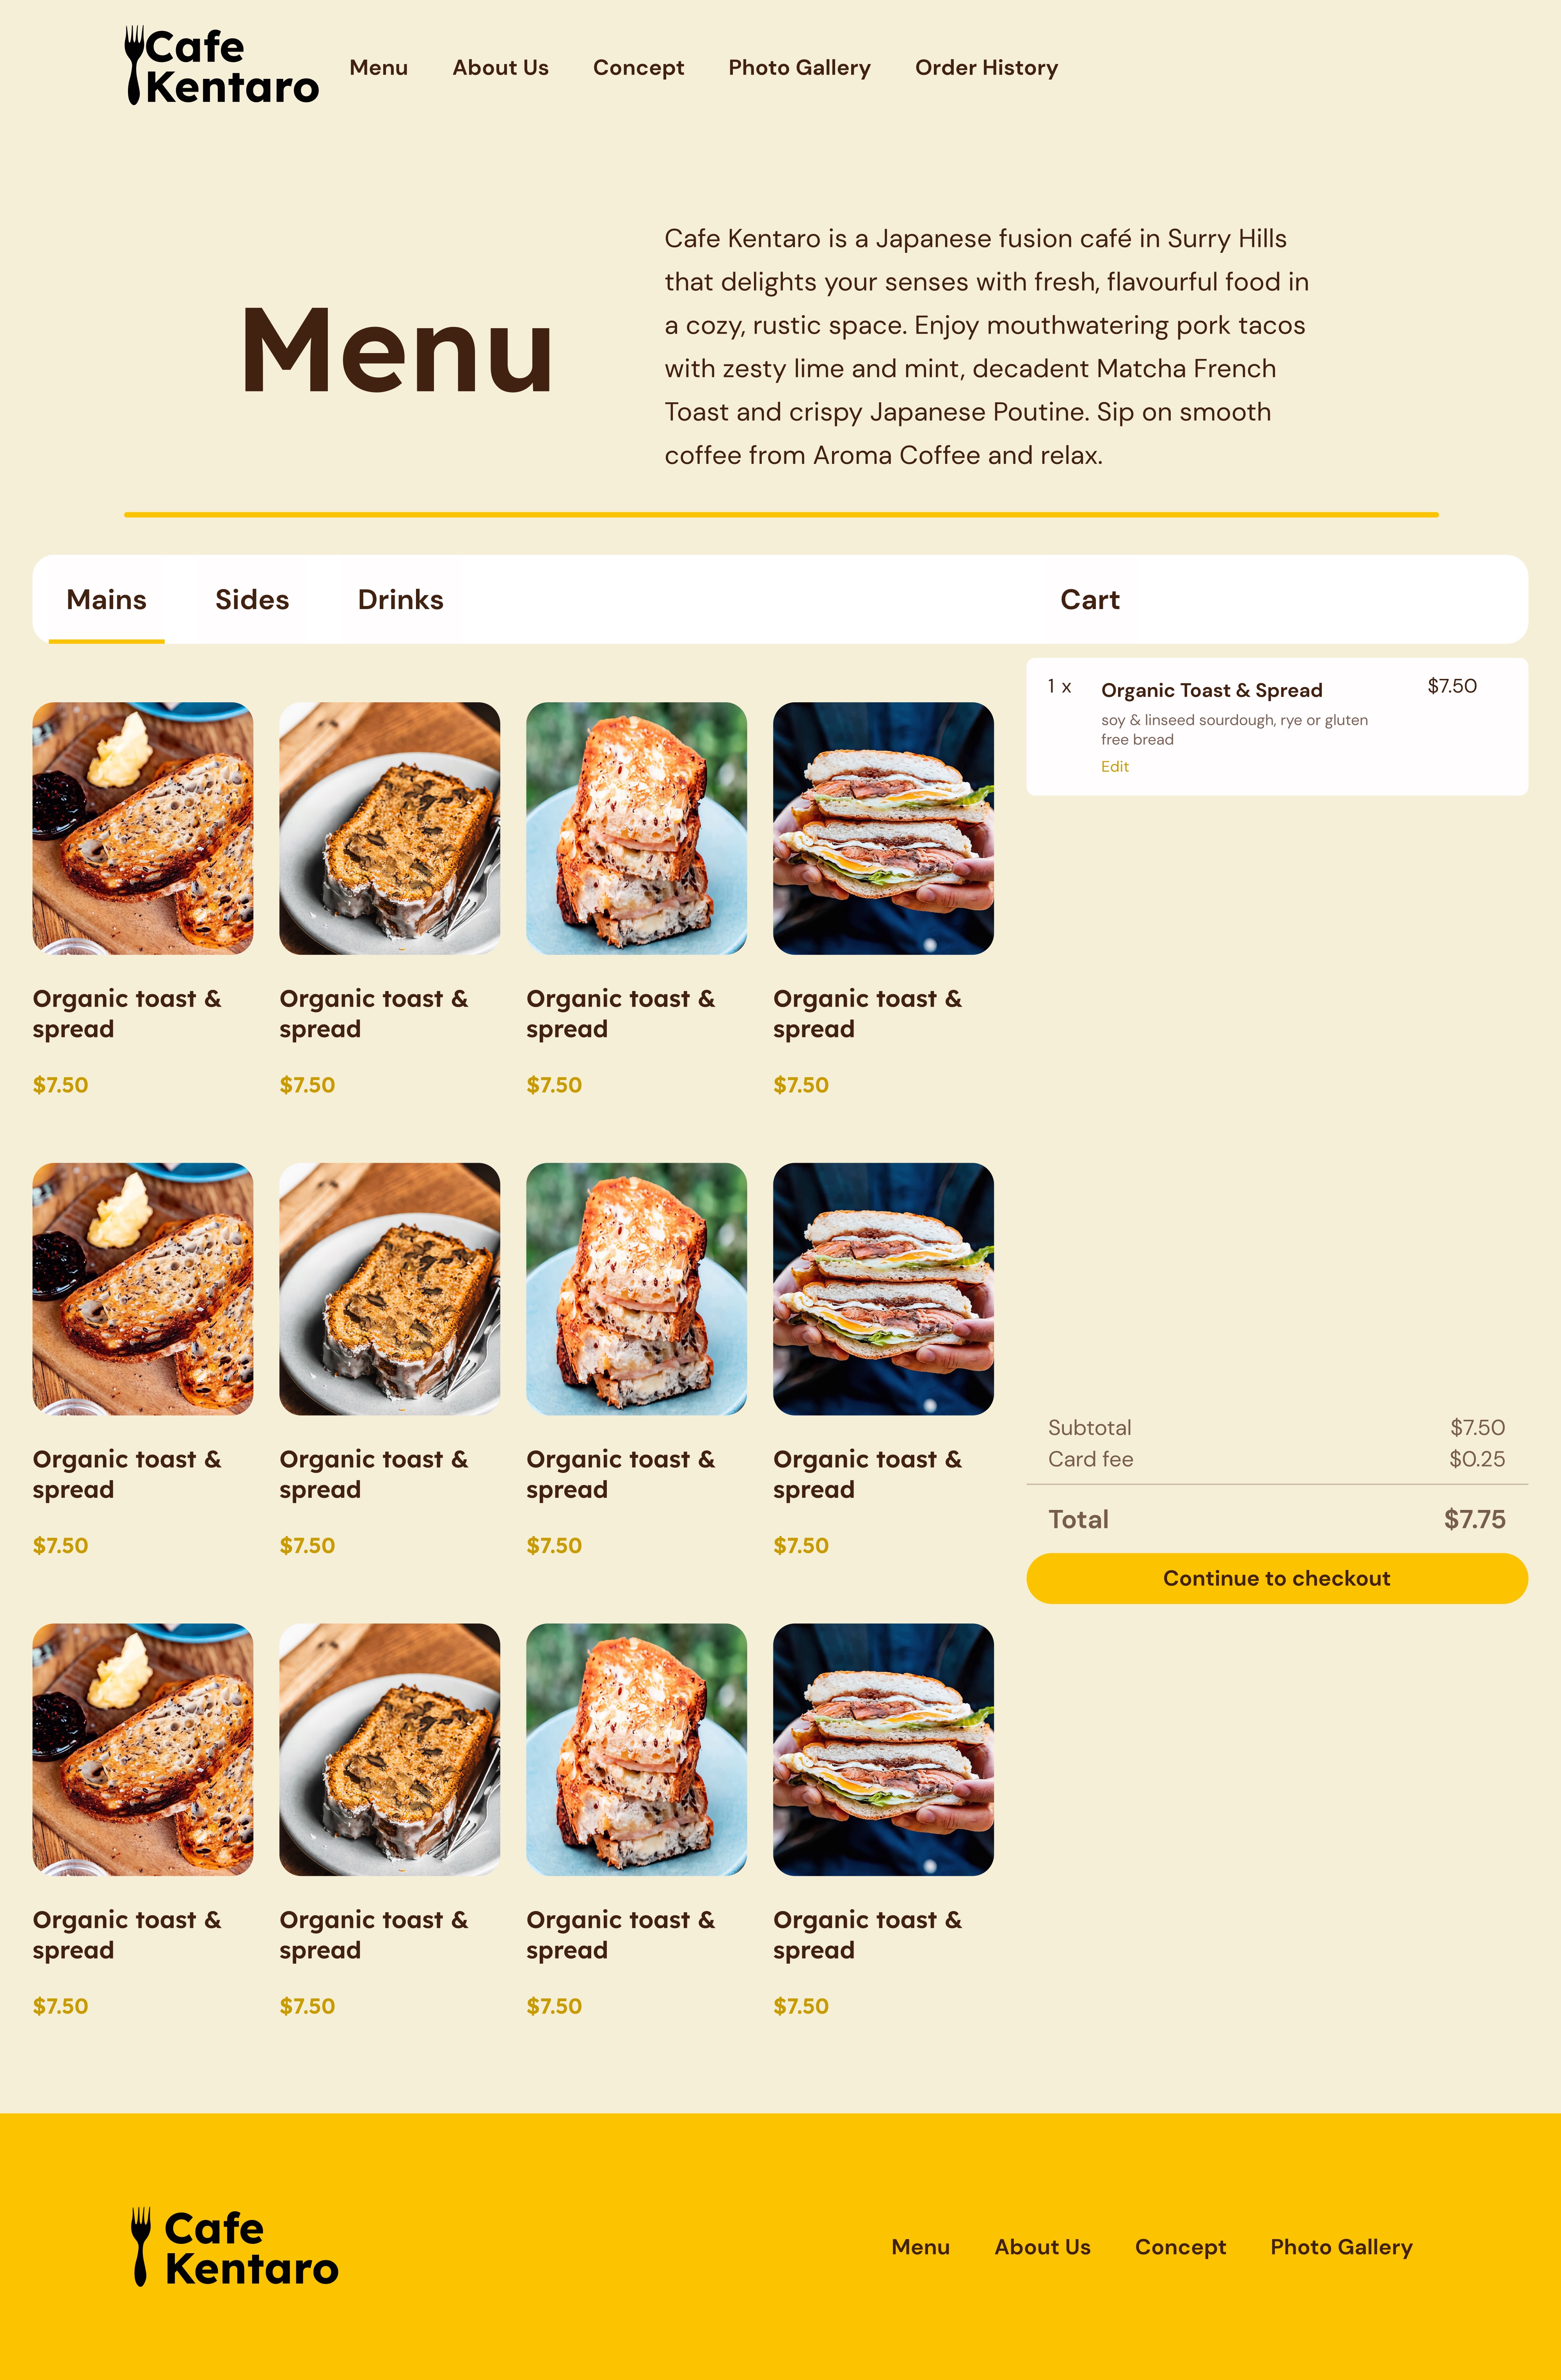 Cafe
Kentaro
Menu
About Us
Concept
Photo Gallery
Order History
Menu
Cafe Kentaro is a Japanese fusion café in Surry Hills
that delights your senses with fresh, flavourful food in
a cozy, rustic space. Enjoy mouthwatering pork tacos
with zesty lime and mint, decadent Matcha French
Toast and crispy Japanese Poutine. Sip on smooth
coffee from Aroma Coffee and relax.
Mains
Sides
Drinks
Cart
1 x
Organic Toast & Spread
$7.50
soy & linseed sourdough, rye or gluten
free bread
Edit
Organic toast &
spread
$7.50
Organic toast &
spread
$7.50
Organic toast &
spread
$7.50
Organic toast &
spread
$7.50
Organic toast &
spread
$7.50
Organic toast &
spread
$7.50
Organic toast &
spread
$7.50
Organic toast &
spread
$7.50
Subtotal $7.50
Card fee $0.25
Total $7.75
Continue to checkout
Organic toast &
spread
$7.50
Organic toast &
spread
$7.50
Organic toast &
spread
$7.50
Organic toast &
spread
$7.50
Cafe
Kentaro
Menu
About Us
Concept
Photo Gallery